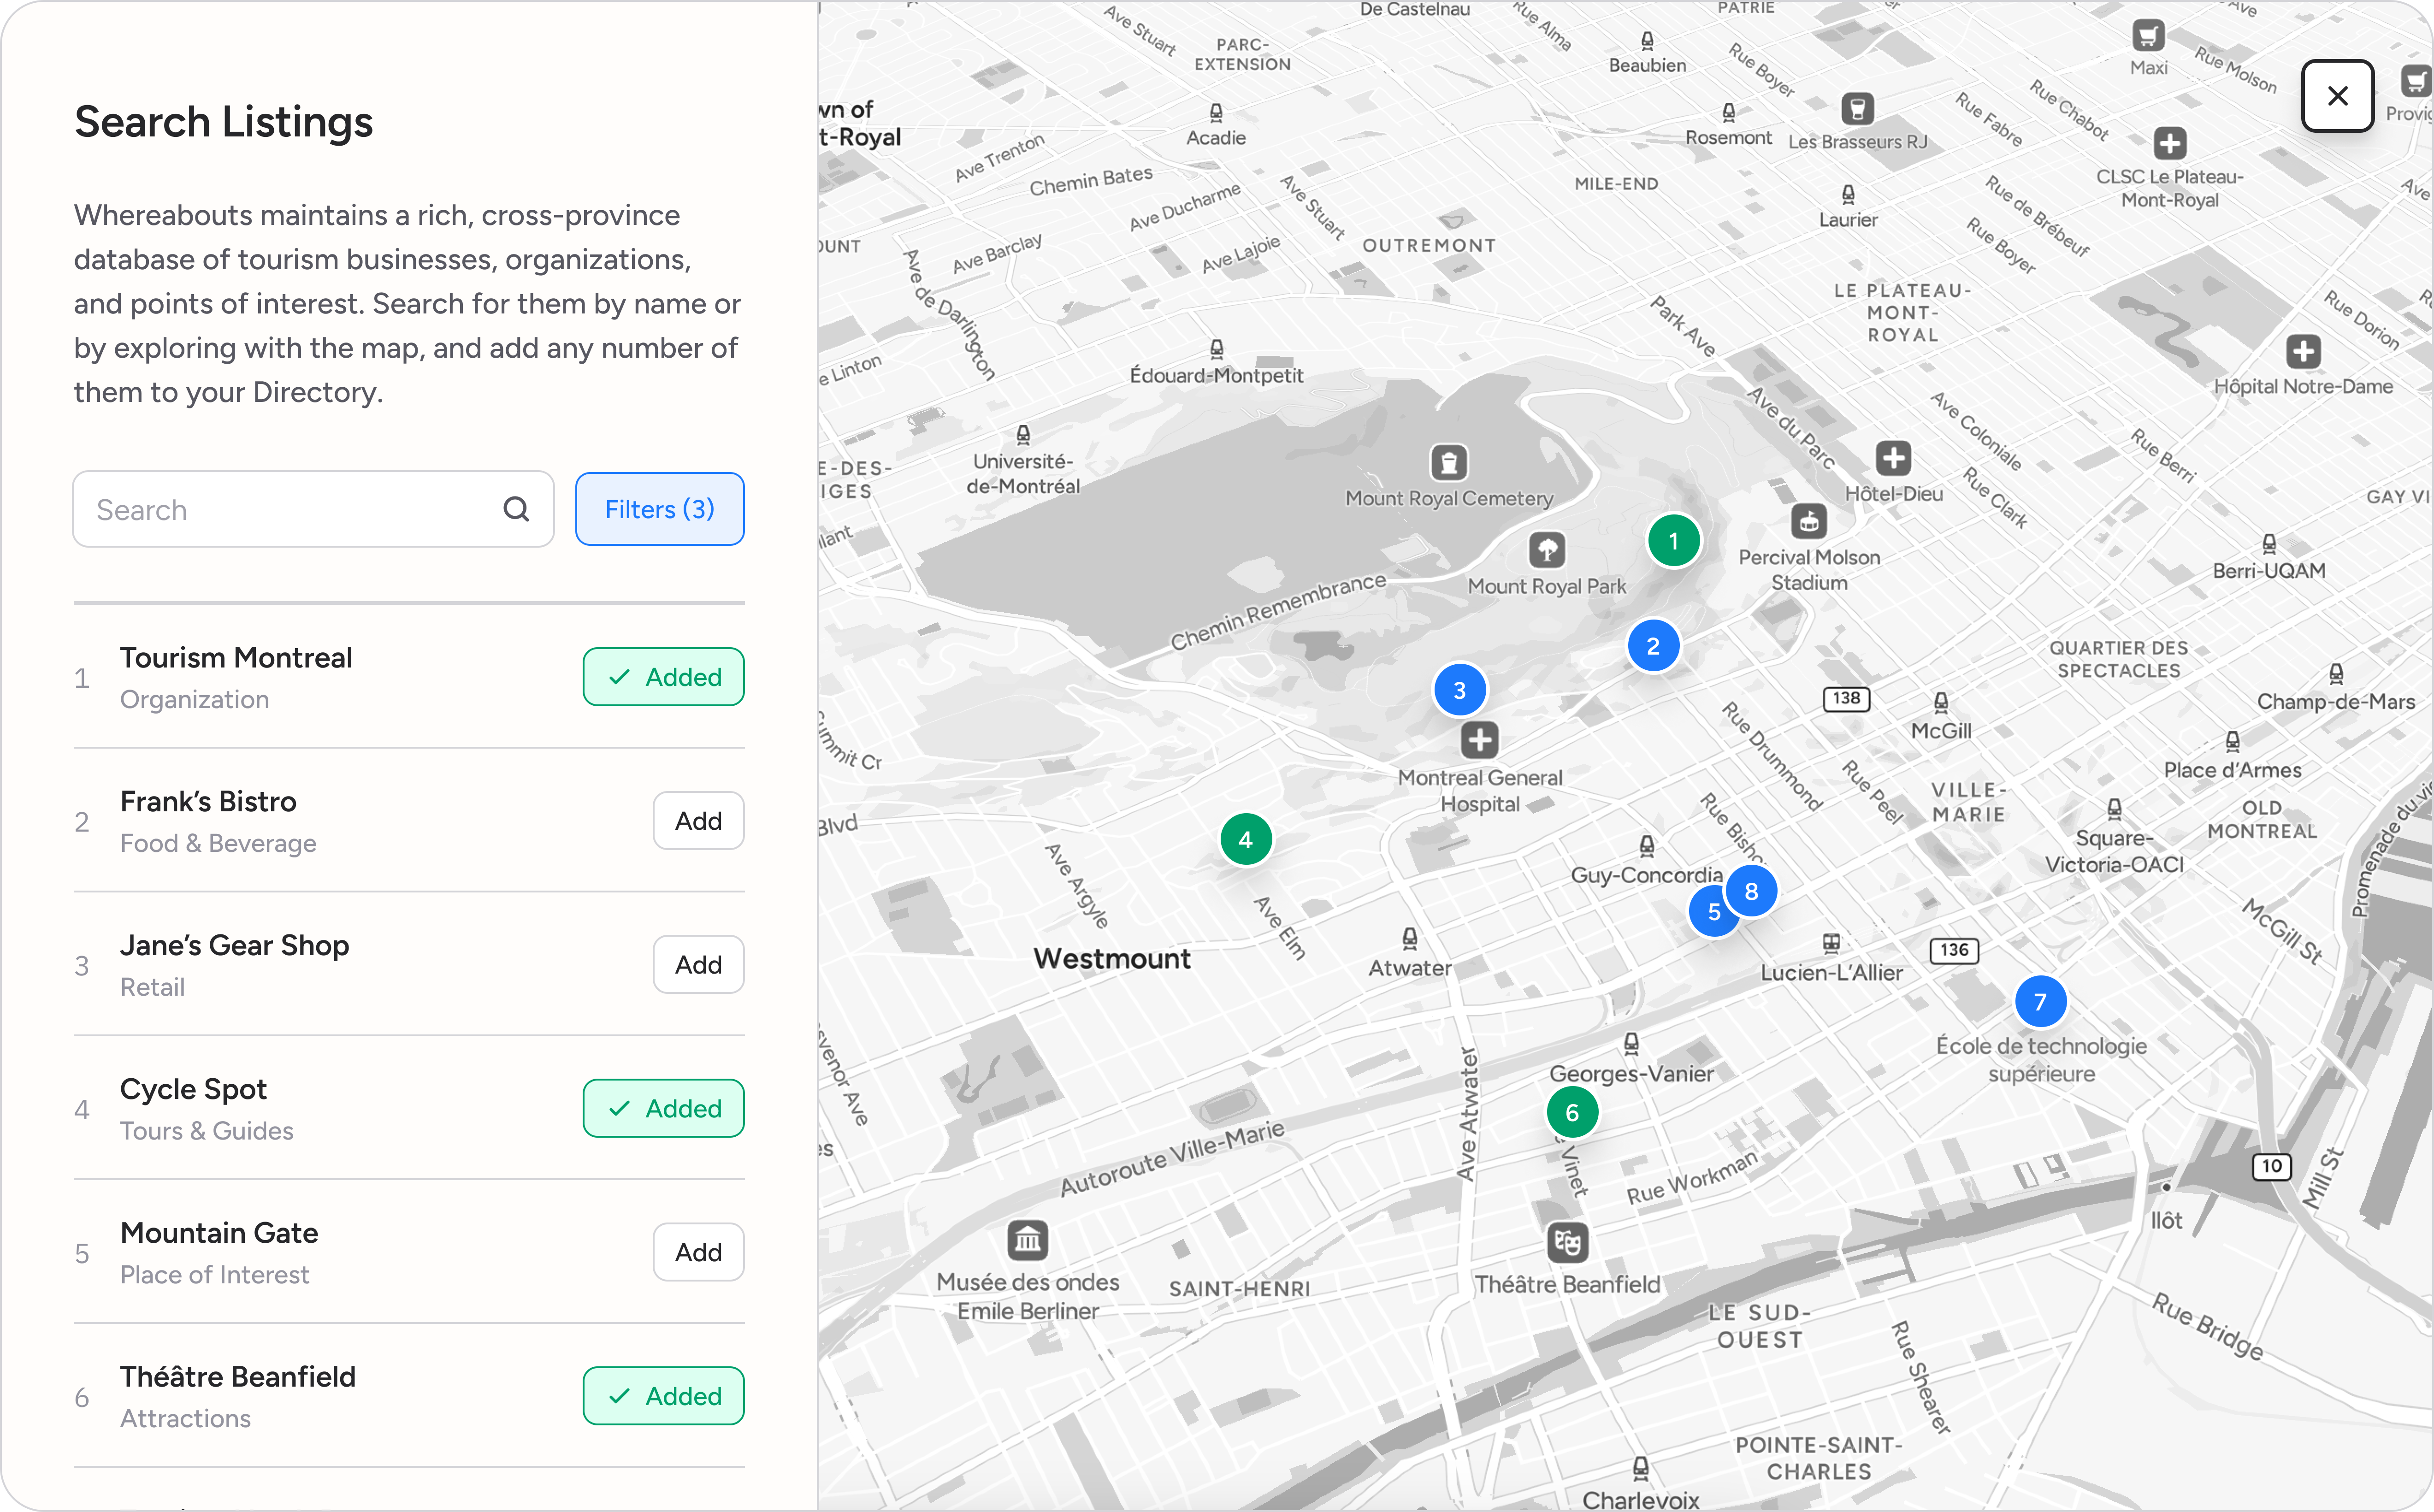 Search Listings
Whereabouts maintains a rich, cross-province
database of tourism businesses, organizations,
and points of interest. Search for them by name or
by exploring with the map, and add any number of
them to your Directory.
Search
Filters (3)
1
Tourism Montreal
Organization
Added
2
Frank’s Bistro
Food & Beverage
Add
3
Jane’s Gear Shop
Retail
Add
4
Cycle Spot
Tours & Guides
Added
5
Mountain Gate
Place of Interest
Add
6
Théâtre Beanfield
Attractions
Added
De Castelnau
PATRIE
Ave Stuart
PARC-
EXTENSION
Rue Alma
Beaubien
Rue Boyer
Maxi
Rue Molson
wn of
t-Royal
Acadie
Rosemont
Les Brasseurs RJ
Rue Fabre
Rue Chabot
CLSC Le Plateau-
Mont-Royal
Ave Trenton
Chemin Bates
Ave Ducharme
Ave Stuart
MILE-END
Laurier
Rue de Brébeuf
Rue Boyer
OUNT
Ave Barclay
Ave Lajoie
OUTREMONT
Ave de Darlington
LE PLATEAU-
MONT-
ROYAL
Park Ave
Rue Dorion
e Linton
Édouard-Montpetit
Hôpital Notre-Dame
Ave du Parc
Ave Coloniale
Rue Berri
Université-
de-Montréal
E-DES-
IGES
Mount Royal Cemetery
Hôtel-Dieu
Rue Clark
GAY VI
1
Percival Molson
Stadium
Mount Royal Park
Berri-UQAM
Chemin Remembrance
2
3
QUARTIER DES
SPECTACLES
138
McGill
Champ-de-Mars
Rue Drummond
Summit Cr
Montreal General
Hospital
Rue Peel
VILLE-
MARIE
Place d’Armes
OLD
MONTREAL
Blvd
4
Ave Argyle
Guy-Concordia
8
5
Square-
Victoria-OACI
Ave Elm
McGill St
Westmount
Atwater
Lucien-L’Allier
136
7
École de technologie
supérieure
Georges-Vanier
6
Ave Atwater
Vinet
Autoroute Ville-Marie
Rue Workman
10
Mill St
Musée des ondes
Emile Berliner
SAINT-HENRI
Théâtre Beanfield
LE SUD-
OUEST
Rue Bridge
Rue Shearer
POINTE-SAINT-
CHARLES
Charlevoix